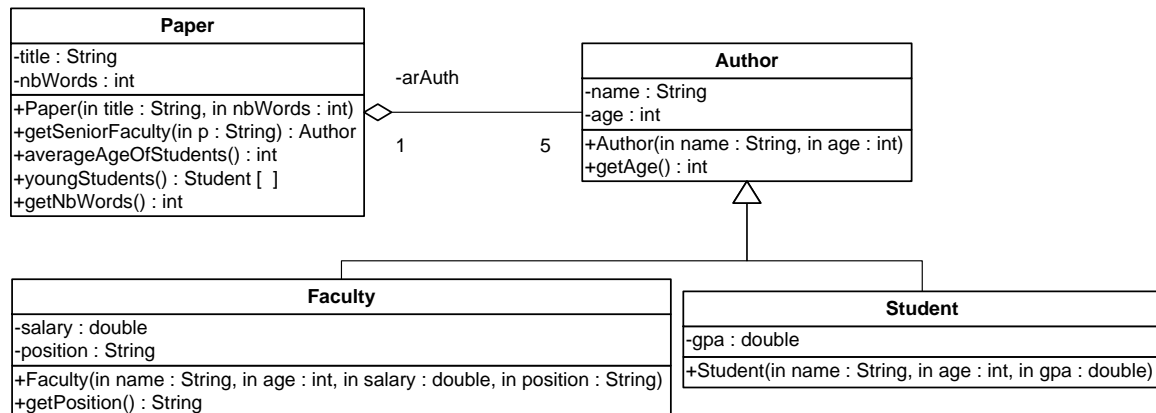 Paper
-title : String
-nbWords : int
+Paper(in title : String, in nbWords : int)
+getSeniorFaculty(in p : String) : Author
+averageAgeOfStudents() : int
+youngStudents() : Student [  ]
+getNbWords() : int
-arAuth
1
5
Author
-name : String
-age : int
+Author(in name : String, in age : int)
+getAge() : int
Faculty
-salary : double
-position : String
+Faculty(in name : String, in age : int, in salary : double, in position : String)
+getPosition() : String
Student
-gpa : double
+Student(in name : String, in age : int, in gpa : double)